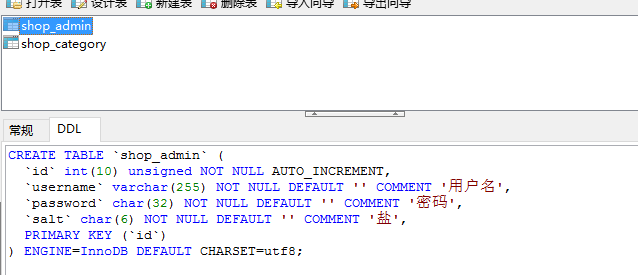 打开表 设计表 新建表 删除表 导入向导 导出向导
shop_admin
shop_category
常规 DDL
CREATE TABLE `shop_admin` (
`id` int(10) unsigned NOT NULL AUTO_INCREMENT,
`username` varchar(255) NOT NULL DEFAULT '' COMMENT '用户名',
`password` char(32) NOT NULL DEFAULT '' COMMENT '密码',
`salt` char(6) NOT NULL DEFAULT '' COMMENT '盐',
PRIMARY KEY (`id`)
) ENGINE=InnoDB DEFAULT CHARSET=utf8;